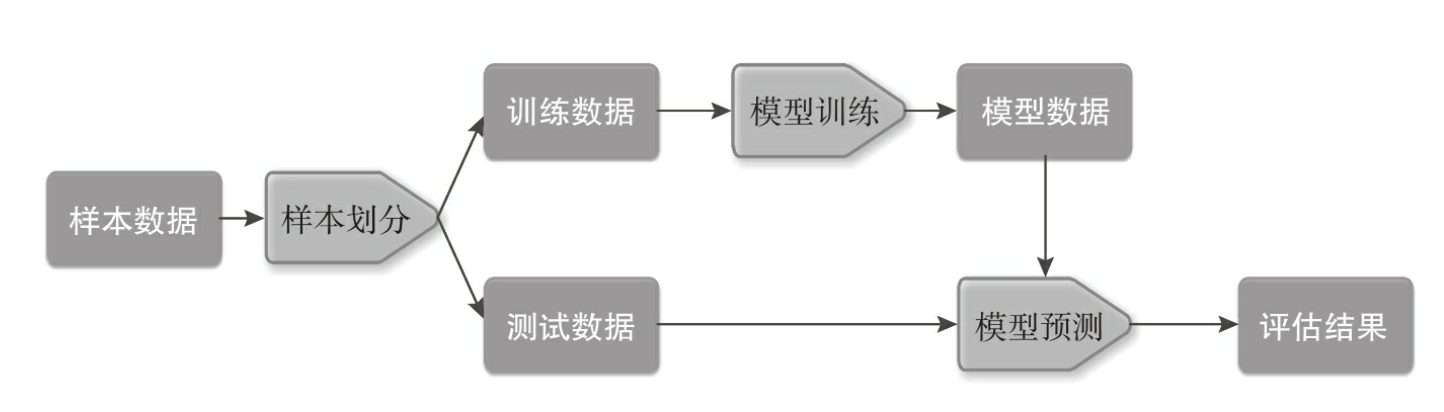 训练数据
模型训练
模型数据
样本数据
样本划分
测试数据
模型预测
评估结果